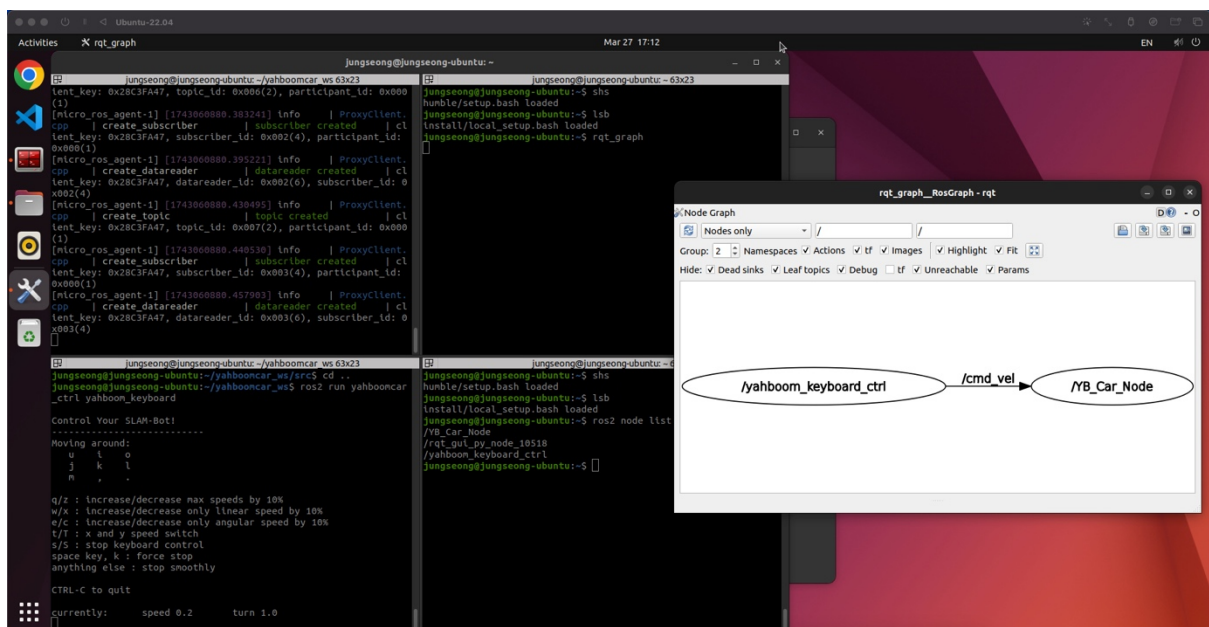 Ubuntu-22.04
Activities
rqt_graph
Mar 27 17:12
EN
jungseong@jungseong-ubuntu: ~
jungseong@jungseong-ubuntu: ~/yahboomcar_ws 63x23
ient_key: 0x28C3FA47, topic_id: 0x006(2), participant_id: 0x000
(1)
[micro_ros_agent-1] [1743060880.383241] info | ProxyClient.
cpp | create_subscriber | subscriber created | cl
ient_key: 0x28C3FA47, subscriber_id: 0x002(4), participant_id:
0x000(1)
[micro_ros_agent-1] [1743060880.395221] info | ProxyClient.
cpp | create_datareader | datareader created | cl
ient_key: 0x28C3FA47, datareader_id: 0x002(6), subscriber_id: 0
x002(4)
[micro_ros_agent-1] [1743060880.430495] info | ProxyClient.
cpp | create_topic | topic created | cl
ient_key: 0x28C3FA47, topic_id: 0x007(2), participant_id: 0x000
(1)
[micro_ros_agent-1] [1743060880.440530] info | ProxyClient.
cpp | create_subscriber | subscriber created | cl
ient_key: 0x28C3FA47, subscriber_id: 0x003(4), participant_id:
0x000(1)
[micro_ros_agent-1] [1743060880.457903] info | ProxyClient.
cpp | create_datareader | datareader created | cl
ient_key: 0x28C3FA47, datareader_id: 0x003(6), subscriber_id: 0
x003(4)
jungseong@jungseong-ubuntu: ~ 63x23
jungseong@jungseong-ubuntu:~$ shs
humble/setup.bash loaded
jungseong@jungseong-ubuntu:~$ lsb
install/local_setup.bash loaded
jungseong@jungseong-ubuntu:~$ rqt_graph
jungseong@jungseong-ubuntu: ~/yahboomcar_ws 63x23
jungseong@jungseong-ubuntu:~/yahboomcar_ws/src$ cd ..
jungseong@jungseong-ubuntu:~/yahboomcar_ws$ ros2 run yahboomcar
_ctrl yahboom_keyboard
Control Your SLAM-Bot!
---------------------------
Moving around:
u i o
j k l
m , .
q/z : increase/decrease max speeds by 10%
w/x : increase/decrease only linear speed by 10%
e/c : increase/decrease only angular speed by 10%
t/T : x and y speed switch
s/S : stop keyboard control
space key, k : force stop
anything else : stop smoothly
CTRL-C to quit
currently: speed 0.2 turn 1.0
jungseong@jungseong-ubuntu: ~
jungseong@jungseong-ubuntu:~$ shs
humble/setup.bash loaded
jungseong@jungseong-ubuntu:~$ lsb
install/local_setup.bash loaded
jungseong@jungseong-ubuntu:~$ ros2 node list
/YB_Car_Node
/rqt_gui_py_node_10518
/yahboom_keyboard_ctrl
jungseong@jungseong-ubuntu:~$
rqt_graph__RosGraph - rqt
Node Graph
D - O
Nodes only / /
Group: 2 Namespaces Actions tf Images Highlight Fit
Hide: Dead sinks Leaf topics Debug tf Unreachable Params
/yahboom_keyboard_ctrl /cmd_vel /YB_Car_Node